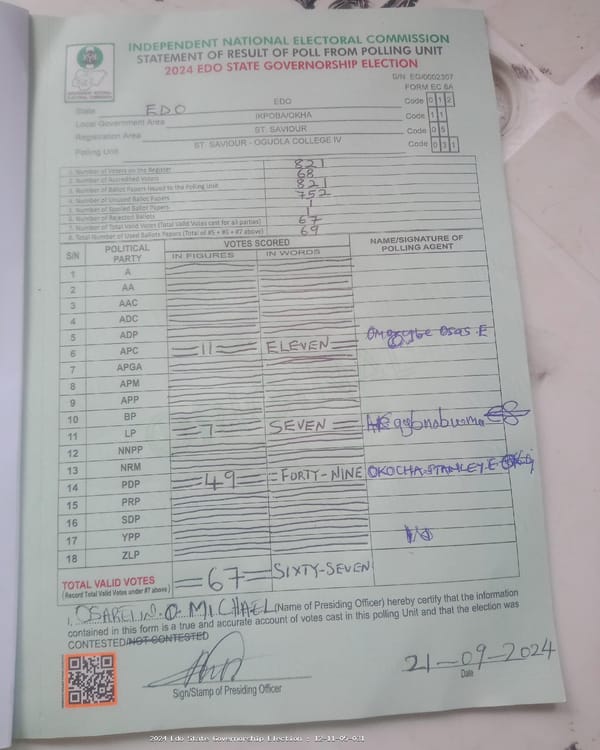 INDEPENDENT NATIONAL ELECTORAL COMMISSION
STATEMENT OF RESULT OF POLL FROM POLLING UNIT
2024 EDO STATE GOVERNORSHIP ELECTION
S/N EG/0002307
FORM EC 8A
State EDO EDO Code 0 1 2
Local Government Area IKPOBA/OKHA Code 1 1
Registration Area ST. SAVIOUR Code 0 5
Polling Unit ST. SAVIOUR - OGUOLA COLLEGE IV Code 0 3 1
1. Number of Voters on the Register 821
2. Number of Accredited Voters 68
3. Number of Ballot Papers Issued to the Polling Unit 821
4. Number of Unused Ballot Papers 752
5. Number of Spoiled Ballot Papers 1
6. Number of Rejected Ballots 1
7. Number of Total Valid Votes (Total Valid Votes cast for all parties) 67
8. Total Number of Used Ballots Papers (Total of #5 + #6 + #7 above) 69
S/N POLITICAL PARTY VOTES SCORED NAME/SIGNATURE OF POLLING AGENT
IN FIGURES IN WORDS
1 A
2 AA
3 AAC
4 ADC
5 ADP
6 APC 11 ELEVEN Osas .E
7 APGA
8 APM
9 APP
10 BP
11 LP 7 SEVEN
12 NNPP
13 NRM
14 PDP 49 FORTY-NINE OKOCHA STANLEY.E
15 PRP
16 SDP
17 YPP
18 ZLP
TOTAL VALID VOTES 67 SIXTY-SEVEN
(Record Total Valid Votes under #7 above)
I, O. MICHAEL (Name of Presiding Officer) hereby certify that the information
contained in this form is a true and accurate account of votes cast in this polling Unit and that the election was
CONTESTED/NOT CONTESTED
Sign/Stamp of Presiding Officer
21-09-2024
Date
2024 Edo State Governorship Election : 12-11-05-031